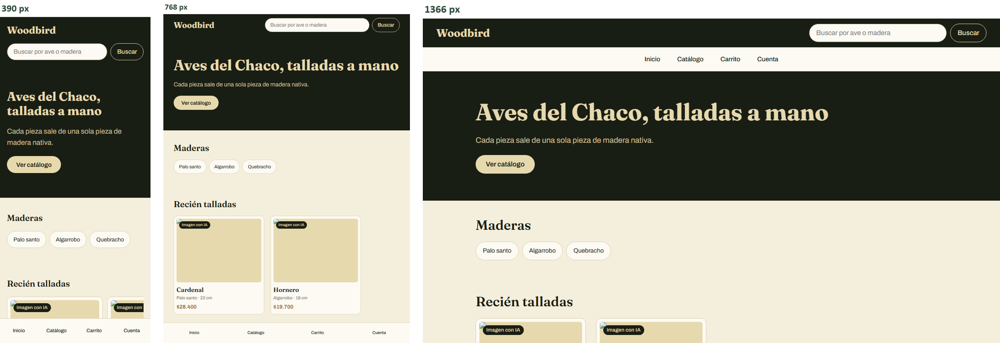 390 px
Woodbird
Buscar por ave o madera
Buscar
Aves del Chaco,
talladas a mano
Cada pieza sale de una sola pieza de
madera nativa.
Ver catálogo
Maderas
Palo santo
Algarrobo
Quebracho
Recién talladas
Imagen con IA
Imagen con
Inicio
Catálogo
Carrito
Cuenta
768 px
Woodbird
Buscar por ave o madera
Buscar
Aves del Chaco, talladas a mano
Cada pieza sale de una sola pieza de madera nativa.
Ver catálogo
Maderas
Palo santo
Algarrobo
Quebracho
Recién talladas
Imagen con IA
Cardenal
Palo santo · 22 cm
$28.400
Imagen con IA
Hornero
Algarrobo · 18 cm
$19.700
Inicio
Catálogo
Carrito
Cuenta
1366 px
Woodbird
Buscar por ave o madera
Buscar
Inicio
Catálogo
Carrito
Cuenta
Aves del Chaco, talladas a mano
Cada pieza sale de una sola pieza de madera nativa.
Ver catálogo
Maderas
Palo santo
Algarrobo
Quebracho
Recién talladas
Imagen con IA
Imagen con IA